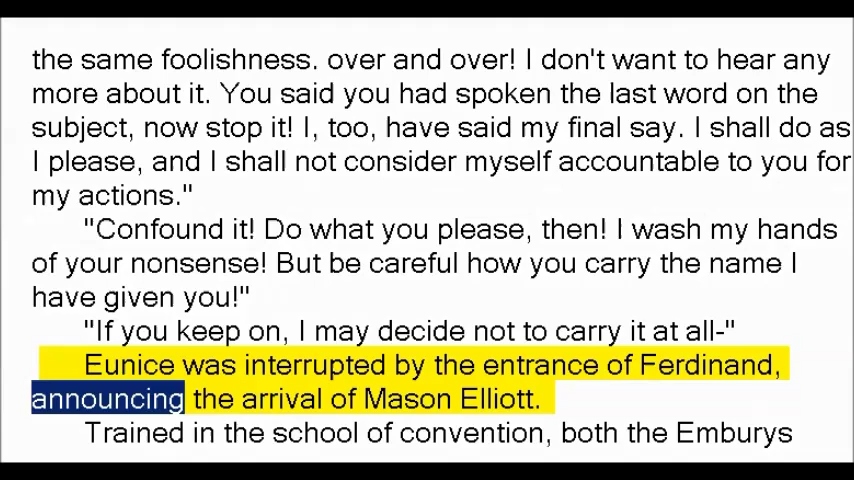 the same foolishness. over and over! I don't want to hear any
more about it. You said you had spoken the last word on the
subject, now stop it! I, too, have said my final say. I shall do as
I please, and I shall not consider myself accountable to you for
my actions."
"Confound it! Do what you please, then! I wash my hands
of your nonsense! But be careful how you carry the name I
have given you!"
"If you keep on, I may decide not to carry it at all-"
Eunice was interrupted by the entrance of Ferdinand,
announcing the arrival of Mason Elliott.
Trained in the school of convention, both the Emburys